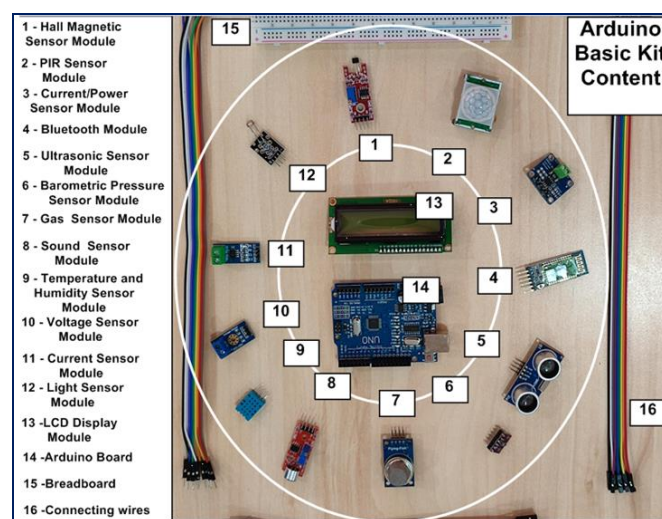 1 - Hall Magnetic
Sensor Module
2 - PIR Sensor
Module
3 - Current/Power
Sensor Module
4 - Bluetooth Module
5 - Ultrasonic Sensor
Module
6 - Barometric Pressure
Sensor Module
7 - Gas Sensor Module
8 - Sound Sensor
Module
9 - Temperature and
Humidity Sensor
Module
10 - Voltage Sensor
Module
11 - Current Sensor
Module
12 - Light Sensor
Module
13 -LCD Display
Module
14 -Arduino Board
15 -Breadboard
16 -Connecting wires
15
Arduino
Basic Kit
Content
1
2
12
3
13
11
4
14
10
5
9
8
6
7
16
UNO